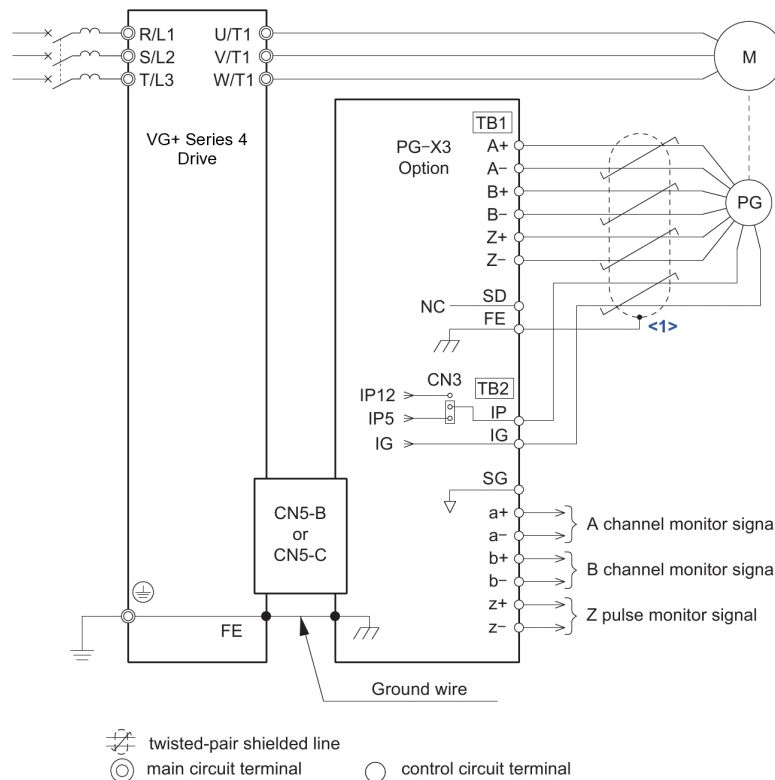 R/L1 U/T1
S/L2 V/T1
T/L3 W/T1
M
VG+ Series 4
Drive
PG-X3
Option
TB1
A+
A-
B+
B-
Z+
Z-
PG
NC SD
FE
<1>
CN3
TB2
IP12
IP5
IP
IG IG
SG
CN5-B
or
CN5-C
a+
a-
A channel monitor signa
b+
b-
B channel monitor signa
z+
z-
Z pulse monitor signal
FE
Ground wire
twisted-pair shielded line
main circuit terminal control circuit terminal